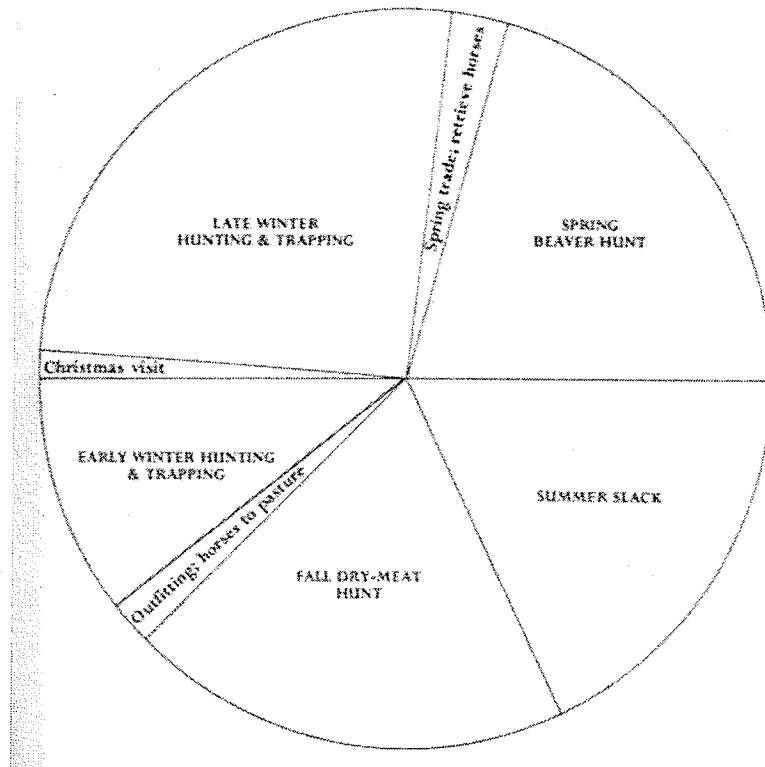 Spring trade; retrieve horses
LATE WINTER
HUNTING & TRAPPING
SPRING
BEAVER HUNT
Christmas visit
EARLY WINTER HUNTING
& TRAPPING
Outfitting; horses to pasture
SUMMER SLACK
FALL DRY-MEAT
HUNT